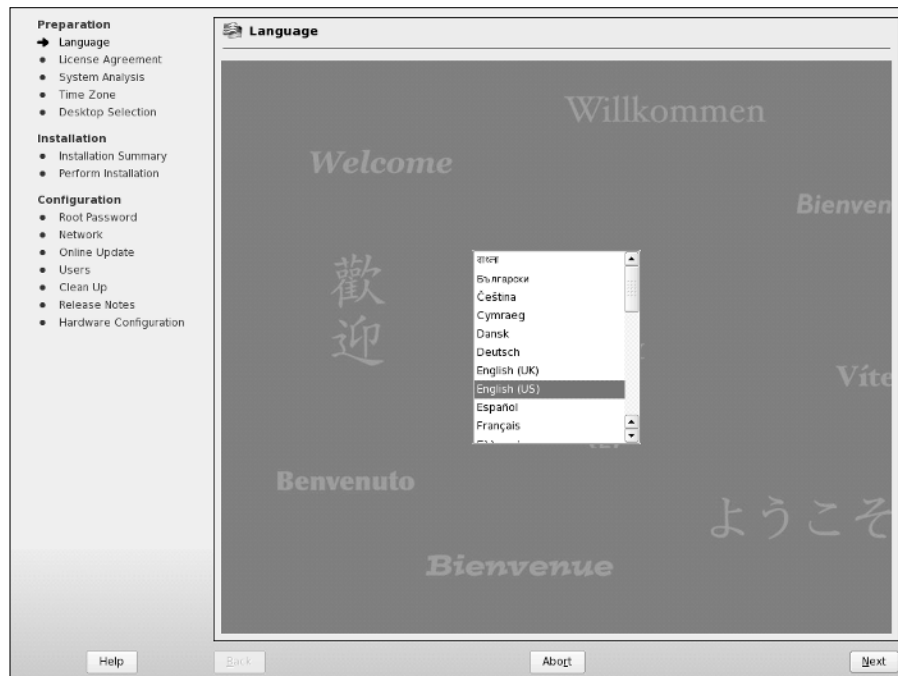 Preparation
Language
License Agreement
System Analysis
Time Zone
Desktop Selection
Installation
Installation Summary
Perform Installation
Configuration
Root Password
Network
Online Update
Users
Clean Up
Release Notes
Hardware Configuration
Language
Willkommen
Welcome
Bienven
歡
迎
বাংলা
Български
Čeština
Cymraeg
Dansk
Deutsch
English (UK)
English (US)
Español
Français
Víte
Benvenuto
ようこそ
Bienvenue
Help
Back
Abort
Next